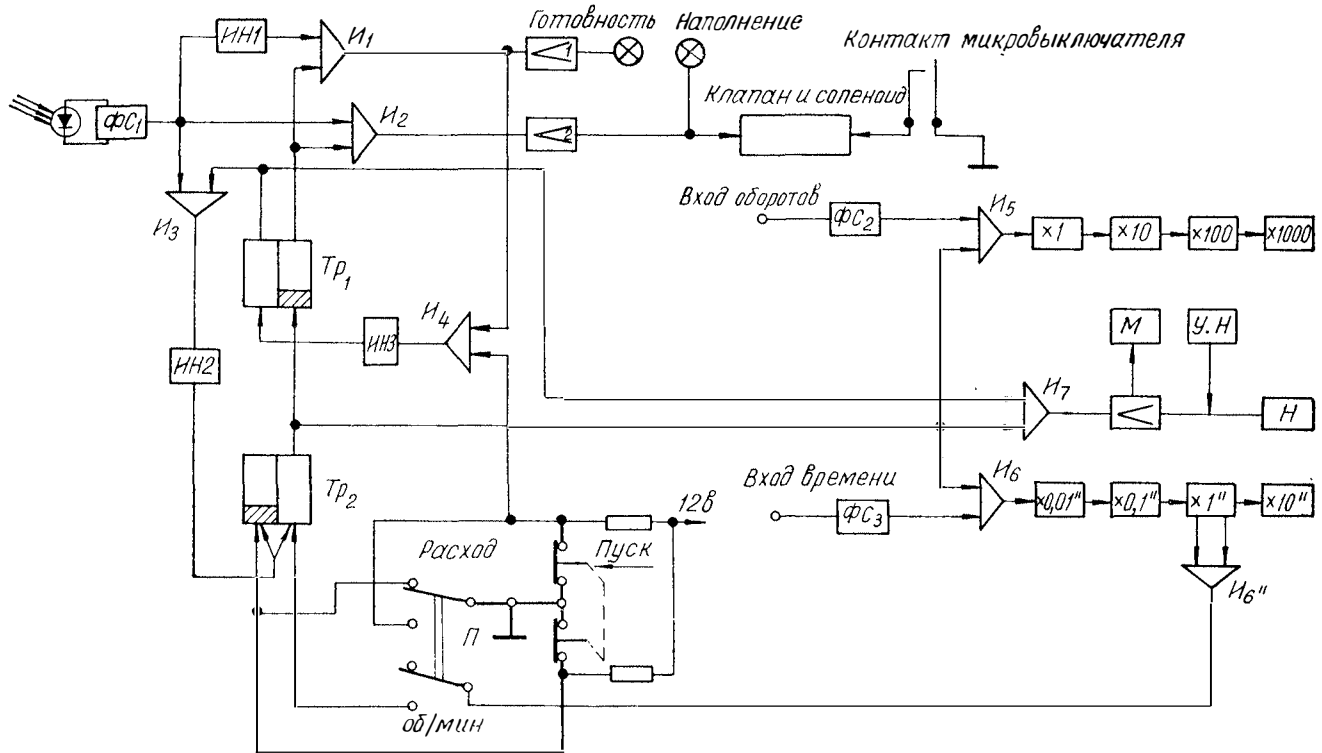 Готовность
Наполнение
ИН1
И1
1
Контакт микровыключателя
ФС1
И2
2
Клапан и соленоид
И3
Вход оборотов
ФС2
И5
×1
×10
×100
×1000
Тр1
И4
ИН3
М
У.Н
ИН2
И7
Н
Тр2
Вход времени
И6
12в
ФС3
×0,01"
×0,1"
×1"
×10"
Расход
Пуск
И6"
П
об/мин